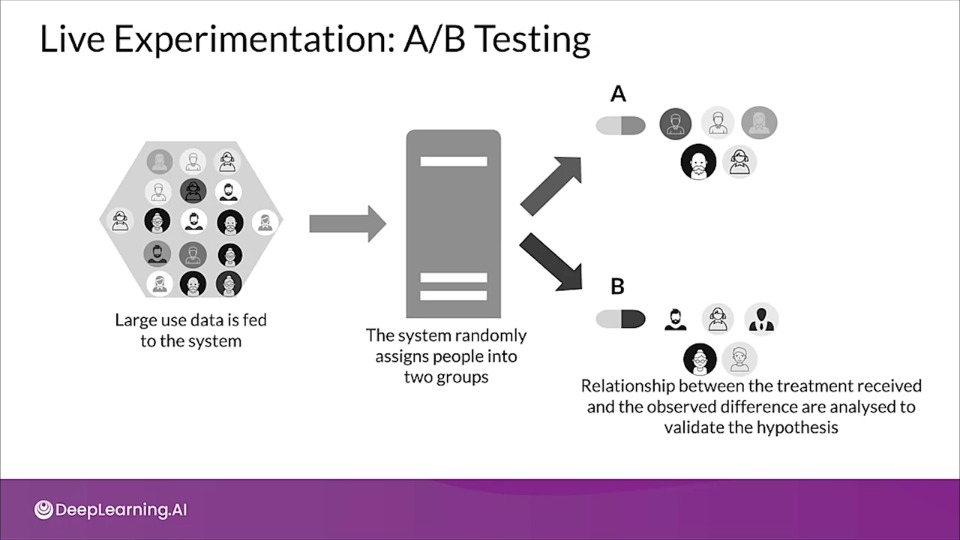 Live Experimentation: A/B Testing
A
Large use data is fed
to the system
The system randomly
assigns people into
two groups
B
Relationship between the treatment received
and the observed difference are analysed to
validate the hypothesis
DeepLearning.AI